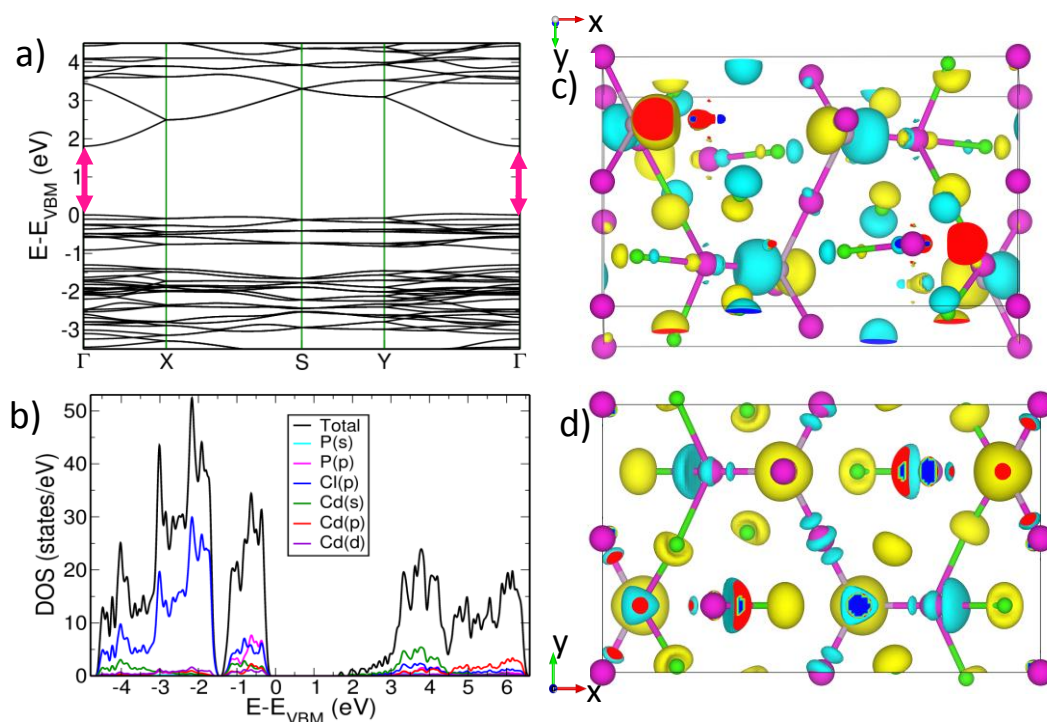 a)
4
3
2
1
0
-1
-2
-3
E-E_VBM (eV)
Γ X S Y Γ
b)
50
40
30
20
10
0
DOS (states/eV)
Total
P(s)
P(p)
Cl(p)
Cd(s)
Cd(p)
Cd(d)
-4 -3 -2 -1 0 1 2 3 4 5 6
E-E_VBM (eV)
x
y
c)
d)
y
x